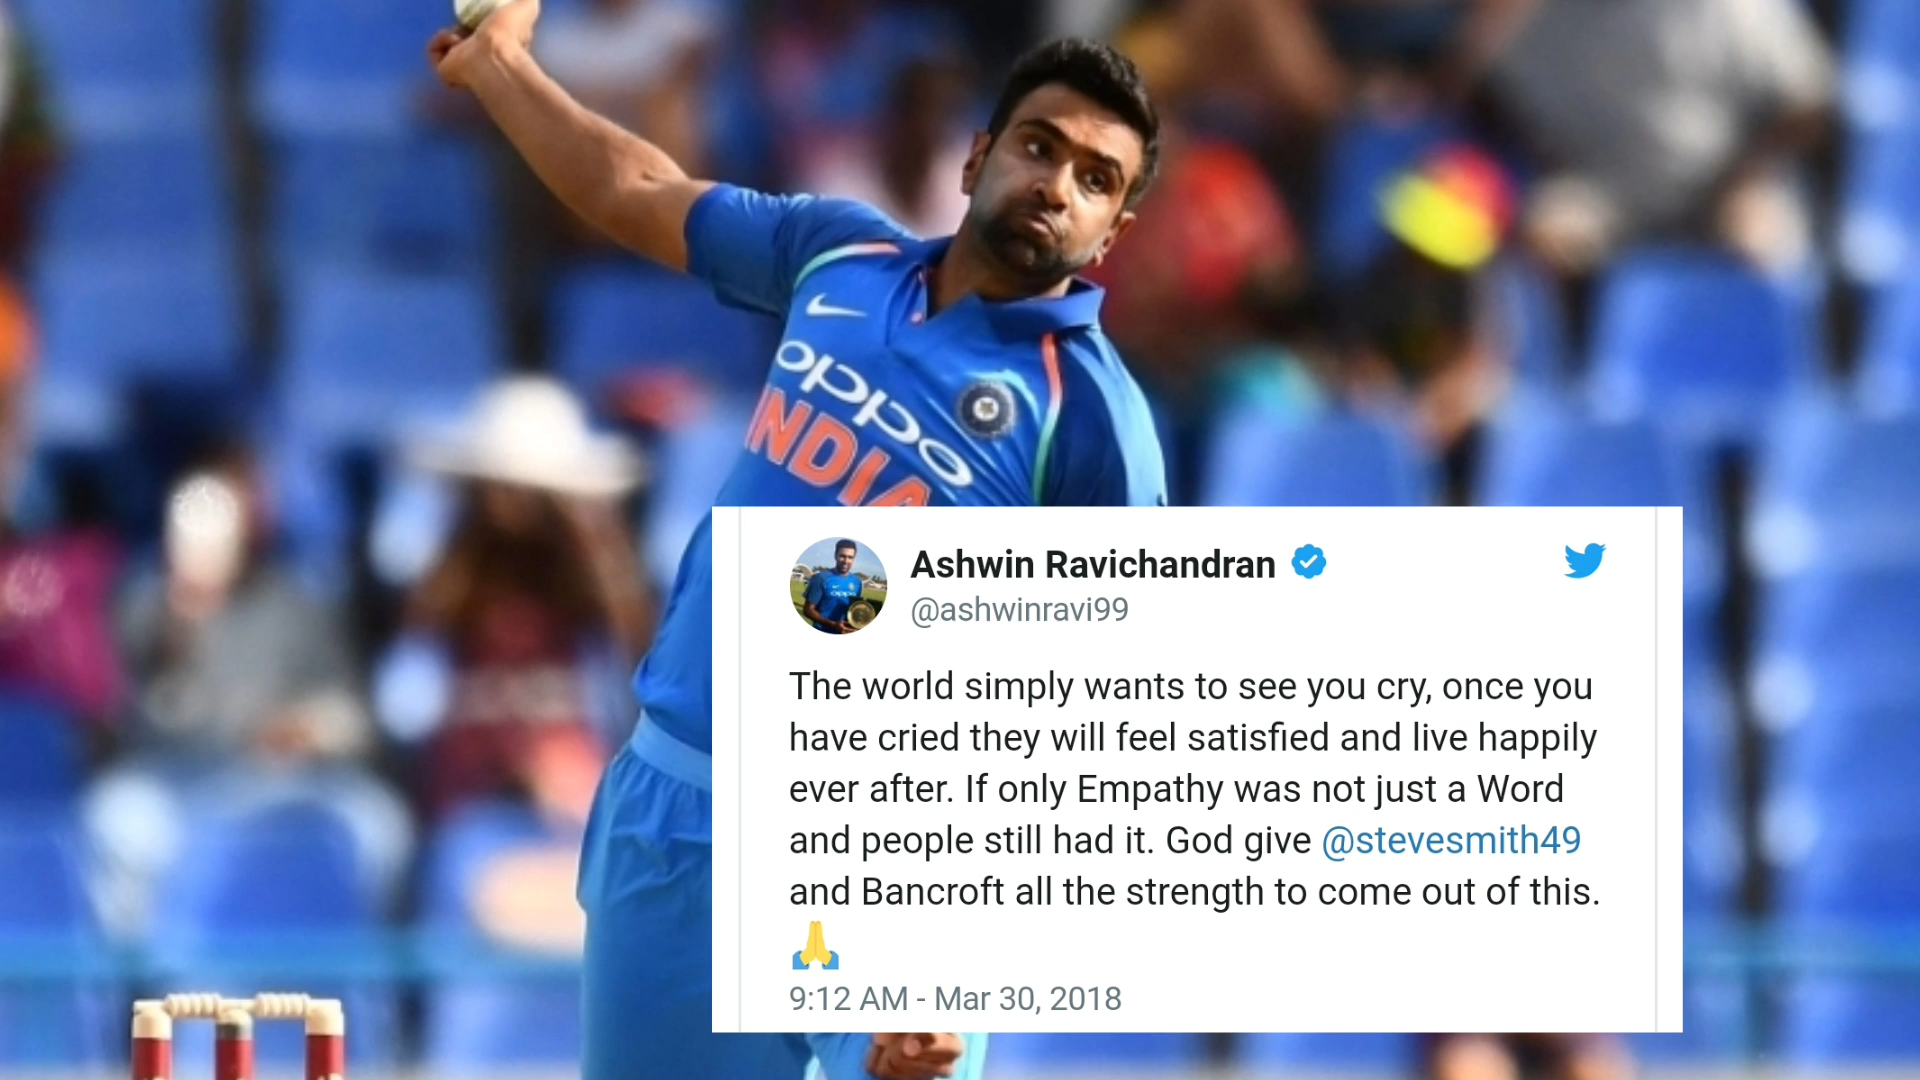 oppo
INDIA
Ashwin Ravichandran
@ashwinravi99
The world simply wants to see you cry, once you
have cried they will feel satisfied and live happily
ever after. If only Empathy was not just a Word
and people still had it. God give @stevesmith49
and Bancroft all the strength to come out of this.
🙏
9:12 AM - Mar 30, 2018